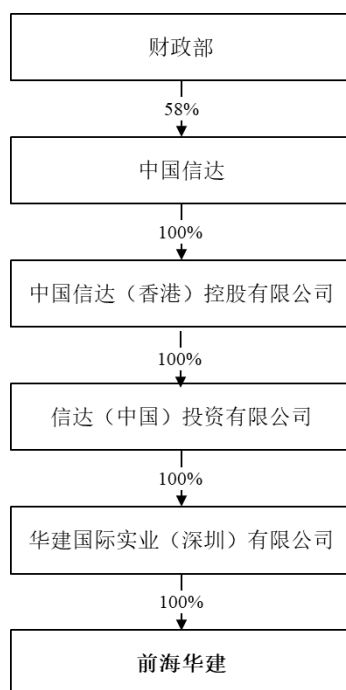 财政部
58%
中国信达
100%
中国信达（香港）控股有限公司
100%
信达（中国）投资有限公司
100%
华建国际实业（深圳）有限公司
100%
前海华建